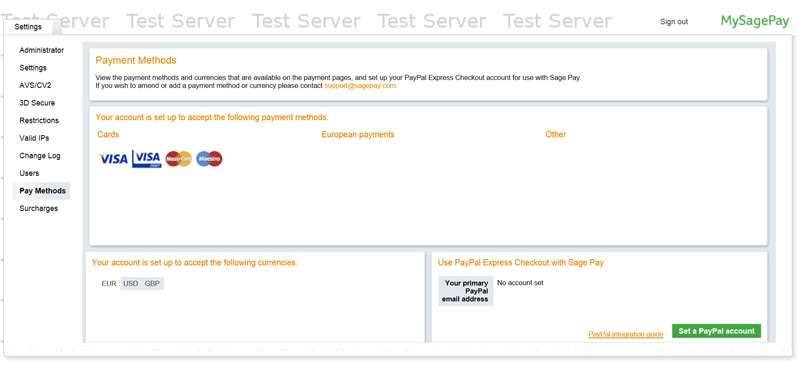 Test Server Test Server Test Server Test Server Test Server
Sign out
MySagePay
Settings
Administrator
Settings
AVS/CV2
3D Secure
Restrictions
Valid IPs
Change Log
Users
Pay Methods
Surcharges
Payment Methods
View the payment methods and currencies that are available on the payment pages, and set up your PayPal Express Checkout account for use with Sage Pay.
If you wish to amend or add a payment method or currency please contact support@sagepay.com.
Your account is set up to accept the following payment methods.
Cards European payments Other
VISA VISA DEBIT MasterCard Maestro
Your account is set up to accept the following currencies.
EUR USD GBP
Use PayPal Express Checkout with Sage Pay
Your primary No account set
PayPal
email address
PayPal integration guide Set a PayPal account